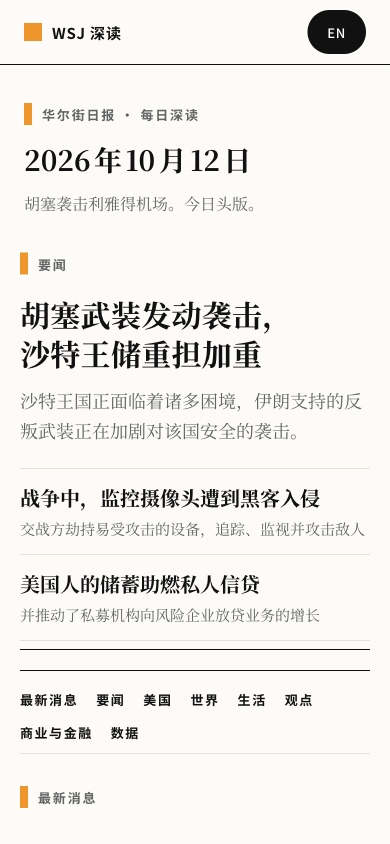 WSJ 深读
EN
华尔街日报 • 每日深读
2026年10月12日
胡塞袭击利雅得机场。今日头版。
要闻
胡塞武装发动袭击，
沙特王储重担加重
沙特王国正面临着诸多困境，伊朗支持的反
叛武装正在加剧对该国安全的袭击。
战争中，监控摄像头遭到黑客入侵
交战方劫持易受攻击的设备，追踪、监视并攻击敌人
美国人的储蓄助燃私人信贷
并推动了私募机构向风险企业放贷业务的增长
最新消息 要闻 美国 世界 生活 观点
商业与金融 数据
最新消息